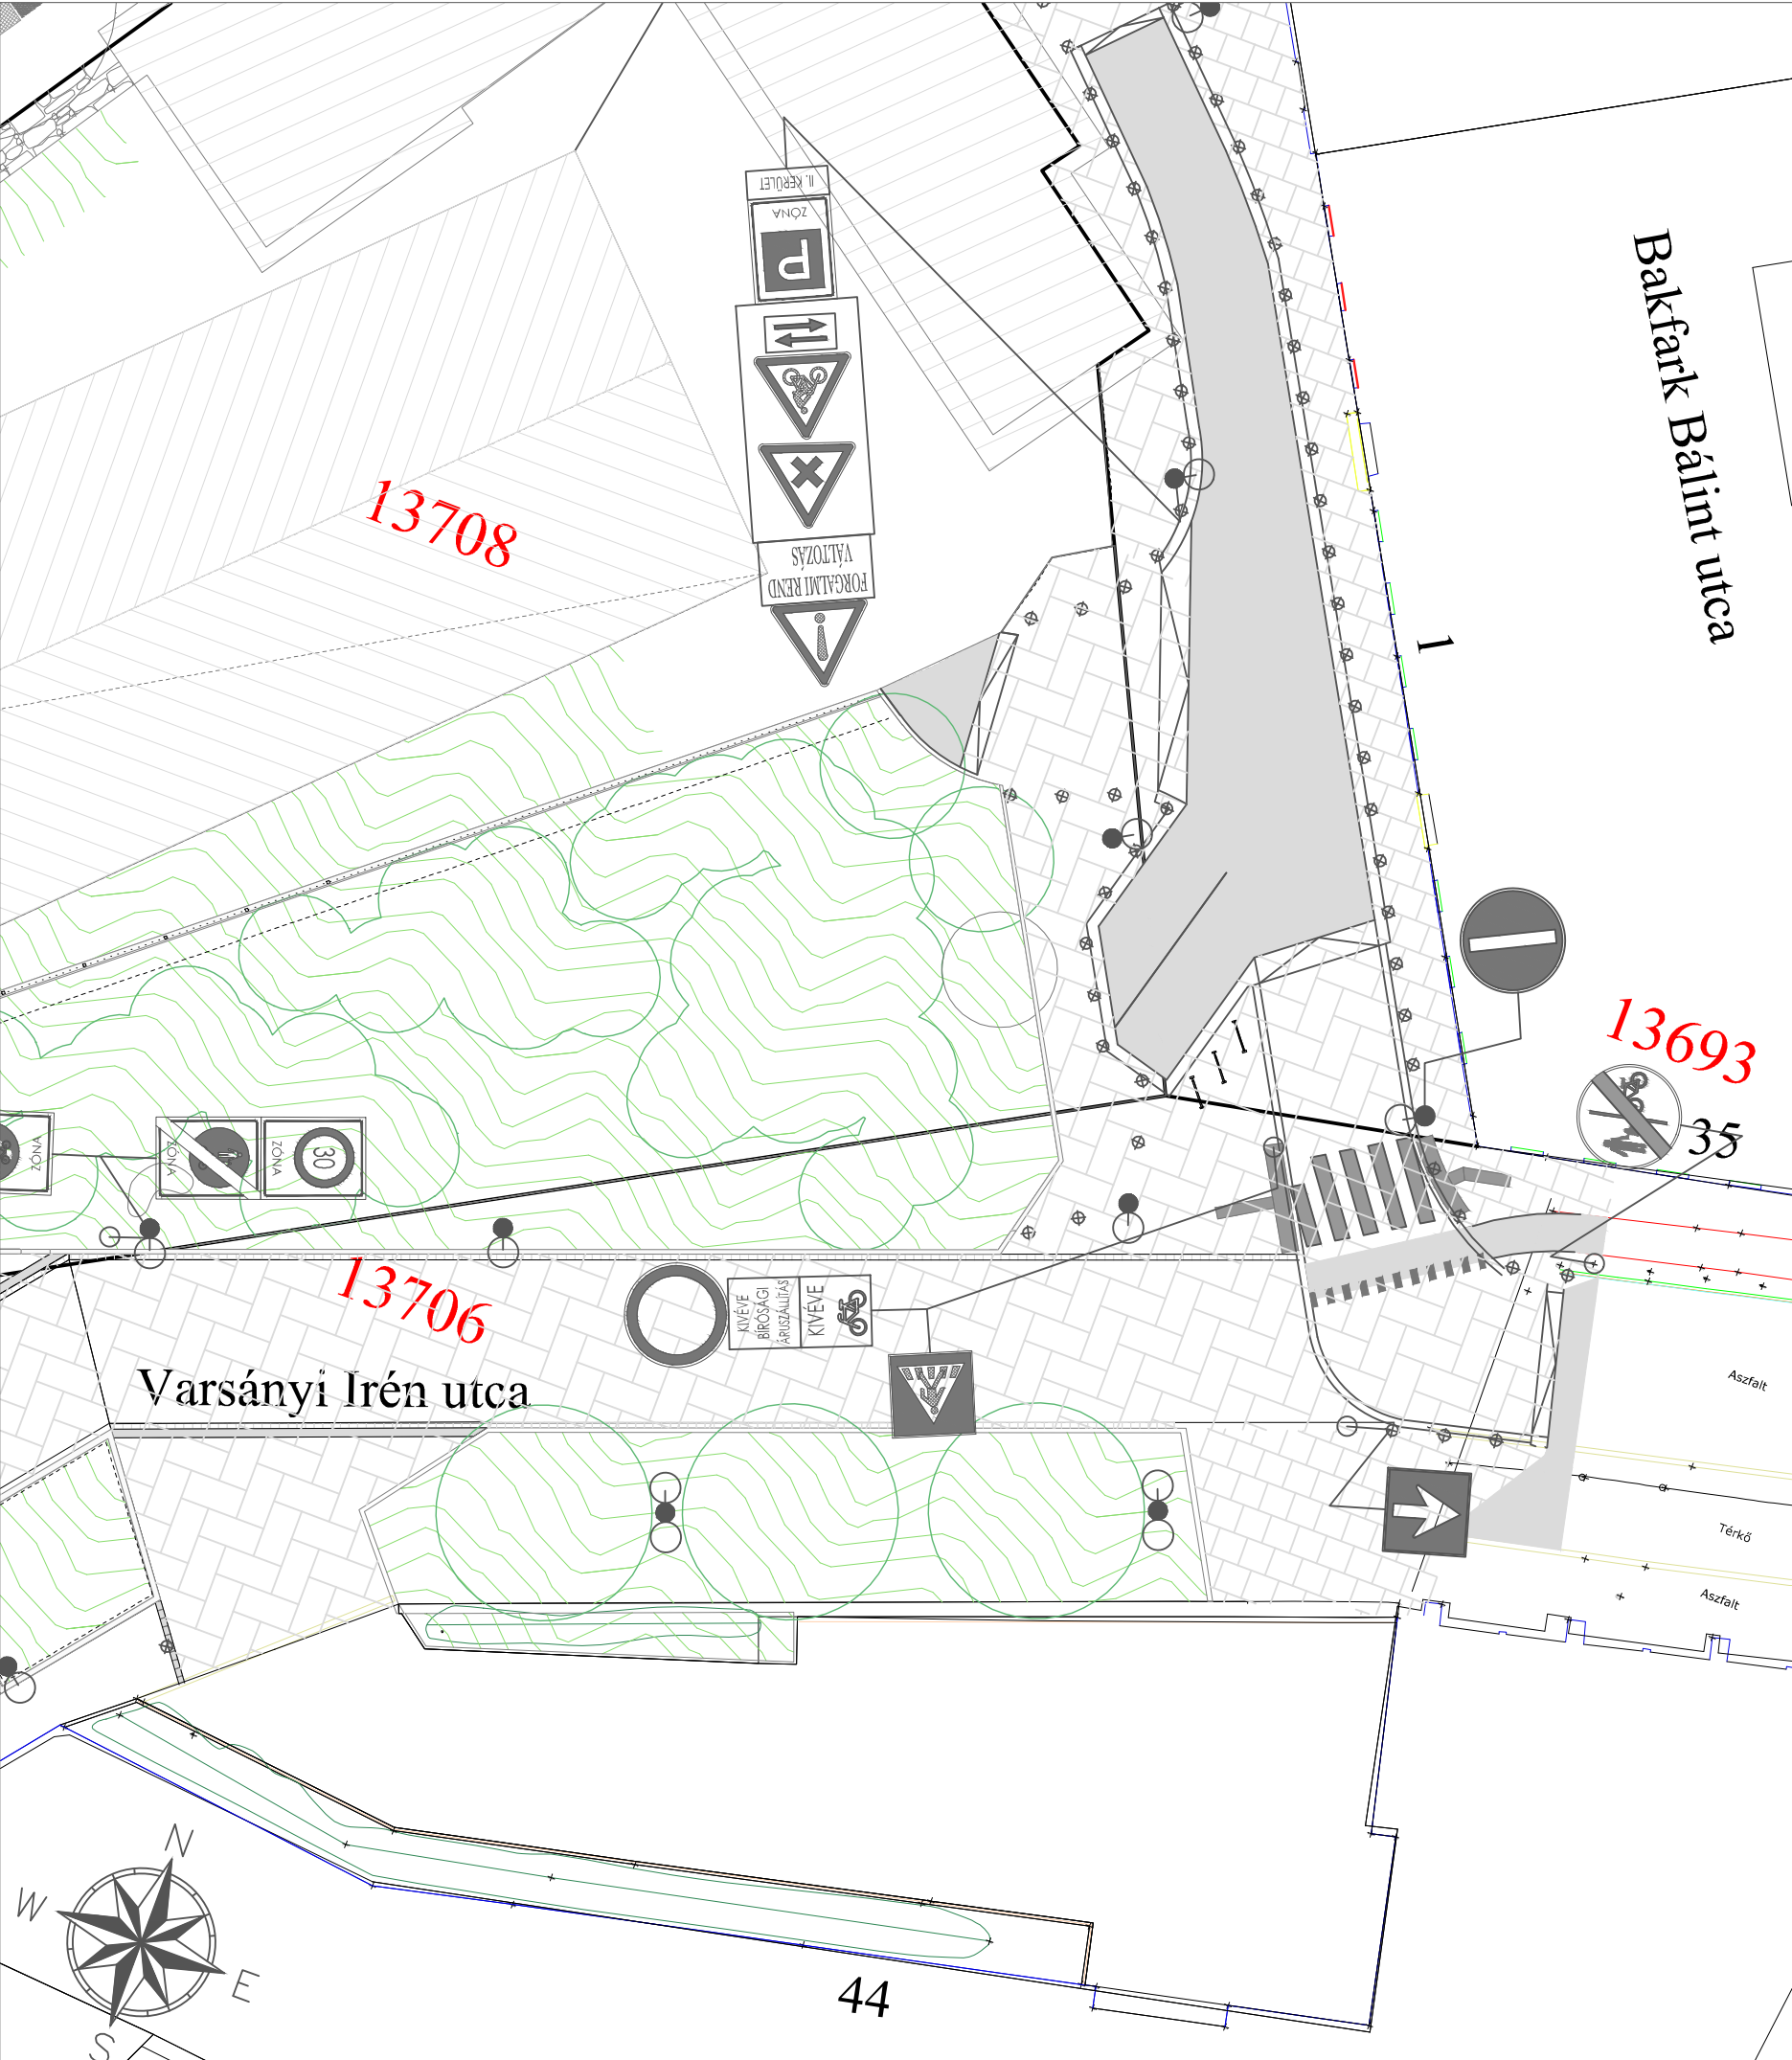 II. KERÜLET
ZÓNA
P
FORGALMI REND
VÁLTOZÁS
Bakfark Bálint utca
13708
1
13693
35
ZÓNA
ZÓNA
ZÓNA
30
13706
KIVÉVE
BÍRÓSÁGI
ÁRUSZÁLLÍTÁS
KIVÉVE
Varsányi Irén utca
Aszfalt
Térkő
Aszfalt
N
W
E
S
44